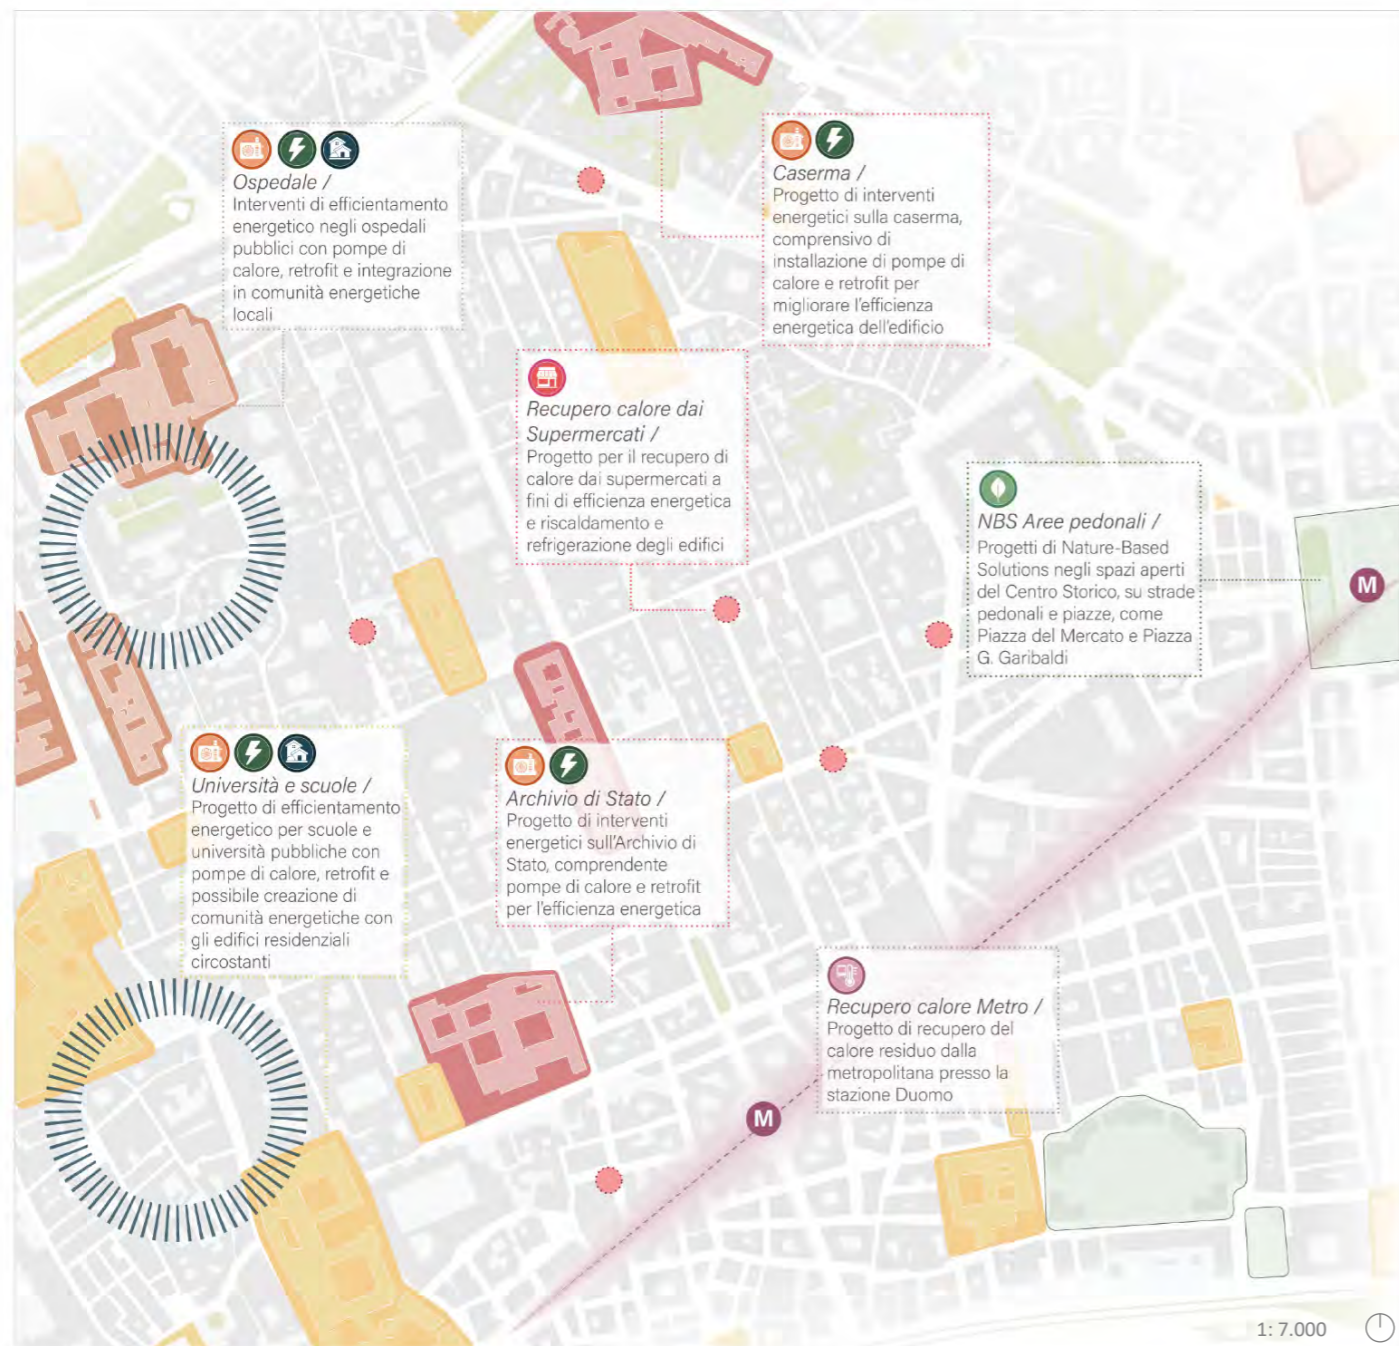 Ospedale /
Interventi di efficientamento
energetico negli ospedali
pubblici con pompe di
calore, retrofit e integrazione
in comunità energetiche
locali
Caserma /
Progetto di interventi
energetici sulla caserma,
comprensivo di
installazione di pompe di
calore e retrofit per
migliorare l'efficienza
energetica dell'edificio
Recupero calore dai
Supermercati /
Progetto per il recupero di
calore dai supermercati a
fini di efficienza energetica
e riscaldamento e
refrigerazione degli edifici
NBS Aree pedonali /
Progetti di Nature-Based
Solutions negli spazi aperti
del Centro Storico, su strade
pedonali e piazze, come
Piazza del Mercato e Piazza
G. Garibaldi
M
Università e scuole /
Progetto di efficientamento
energetico per scuole e
università pubbliche con
pompe di calore, retrofit e
possibile creazione di
comunità energetiche con
gli edifici residenziali
circostanti
Archivio di Stato /
Progetto di interventi
energetici sull'Archivio di
Stato, comprendente
pompe di calore e retrofit
per l'efficienza energetica
Recupero calore Metro /
Progetto di recupero del
calore residuo dalla
metropolitana presso la
stazione Duomo
M
1: 7.000